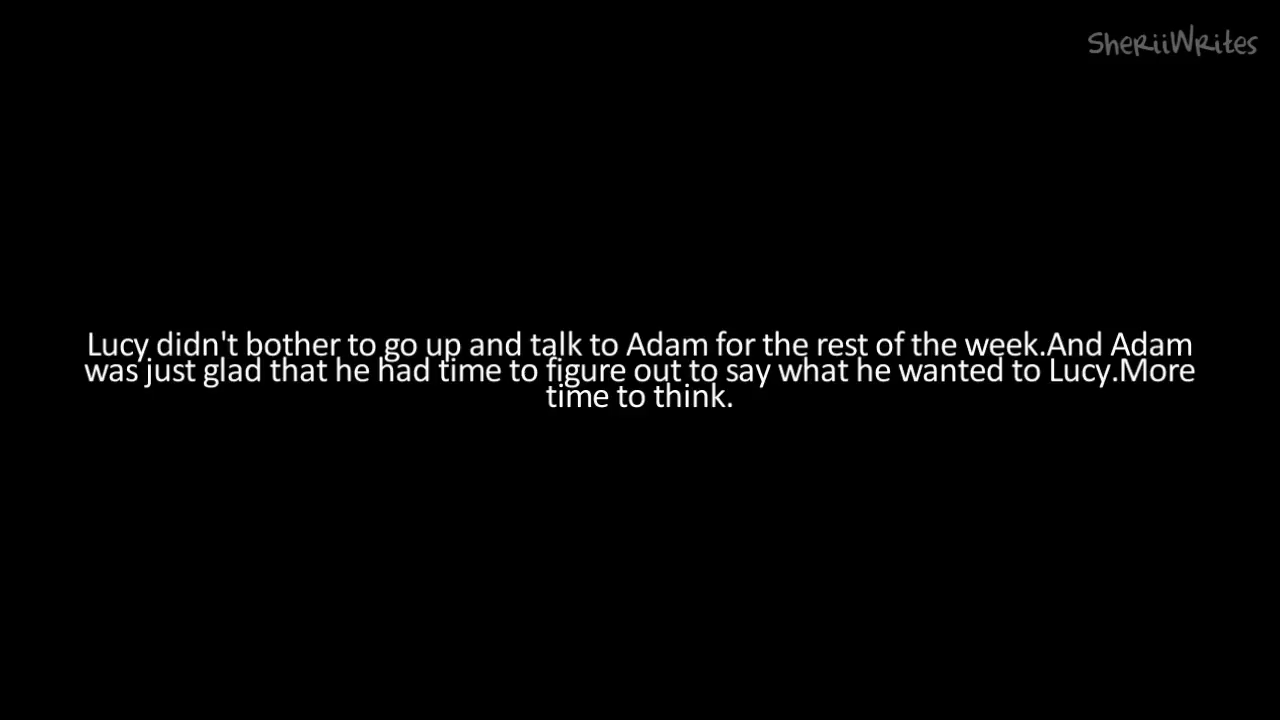 SheRiiWRites
Lucy didn't bother to go up and talk to Adam for the rest of the week.And Adam
was just glad that he had time to figure out to say what he wanted to Lucy.More
time to think.